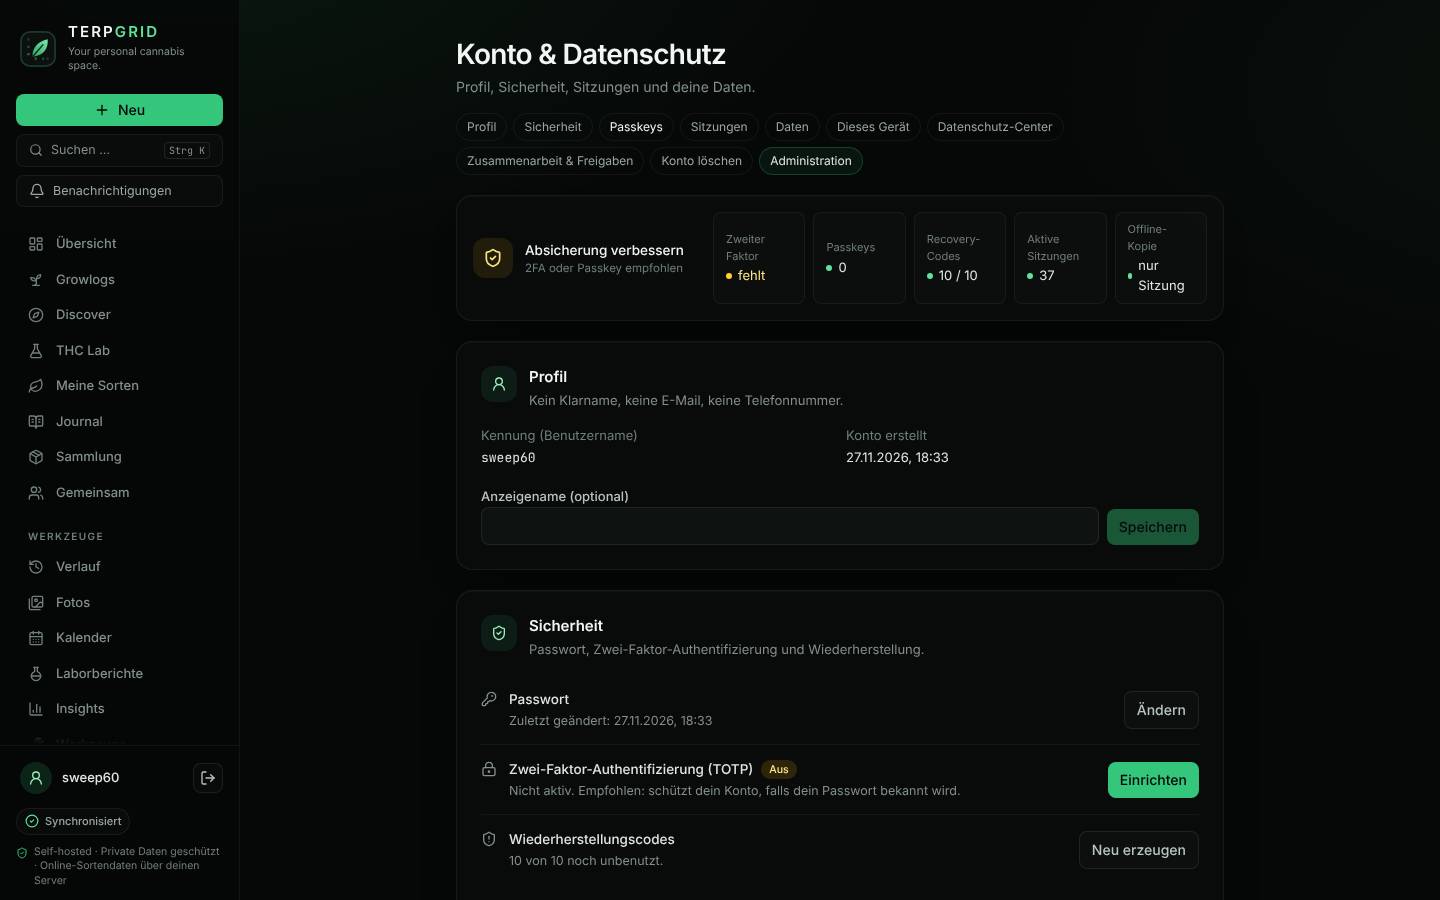 TERPGRID
Your personal cannabis
space.
Neu
Suchen ...
Strg K
Benachrichtigungen
Übersicht
Growlogs
Discover
THC Lab
Meine Sorten
Journal
Sammlung
Gemeinsam
WERKZEUGE
Verlauf
Fotos
Kalender
Laborberichte
Insights
sweep60
Synchronisiert
Self-hosted · Private Daten geschützt
· Online-Sortendaten über deinen
Server
Konto & Datenschutz
Profil, Sicherheit, Sitzungen und deine Daten.
Profil
Sicherheit
Passkeys
Sitzungen
Daten
Dieses Gerät
Datenschutz-Center
Zusammenarbeit & Freigaben
Konto löschen
Administration
Absicherung verbessern
2FA oder Passkey empfohlen
Zweiter
Faktor
fehlt
Passkeys
0
Recovery-
Codes
10 / 10
Aktive
Sitzungen
37
Offline-
Kopie
nur
Sitzung
Profil
Kein Klarname, keine E-Mail, keine Telefonnummer.
Kennung (Benutzername)
sweep60
Konto erstellt
27.11.2026, 18:33
Anzeigename (optional)
Speichern
Sicherheit
Passwort, Zwei-Faktor-Authentifizierung und Wiederherstellung.
Passwort
Zuletzt geändert: 27.11.2026, 18:33
Ändern
Zwei-Faktor-Authentifizierung (TOTP)
Aus
Nicht aktiv. Empfohlen: schützt dein Konto, falls dein Passwort bekannt wird.
Einrichten
Wiederherstellungscodes
10 von 10 noch unbenutzt.
Neu erzeugen